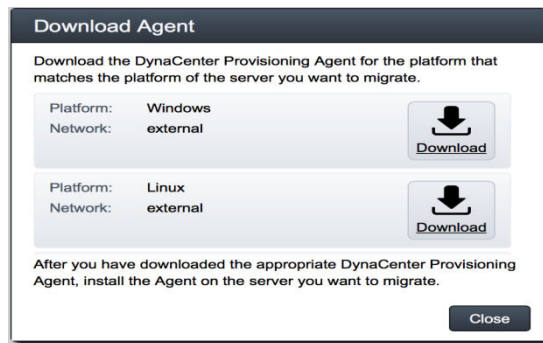 Download Agent
Download the DynaCenter Provisioning Agent for the platform that
matches the platform of the server you want to migrate.
Platform: Windows
Network: external
Download
Platform: Linux
Network: external
Download
After you have downloaded the appropriate DynaCenter Provisioning
Agent, install the Agent on the server you want to migrate.
Close